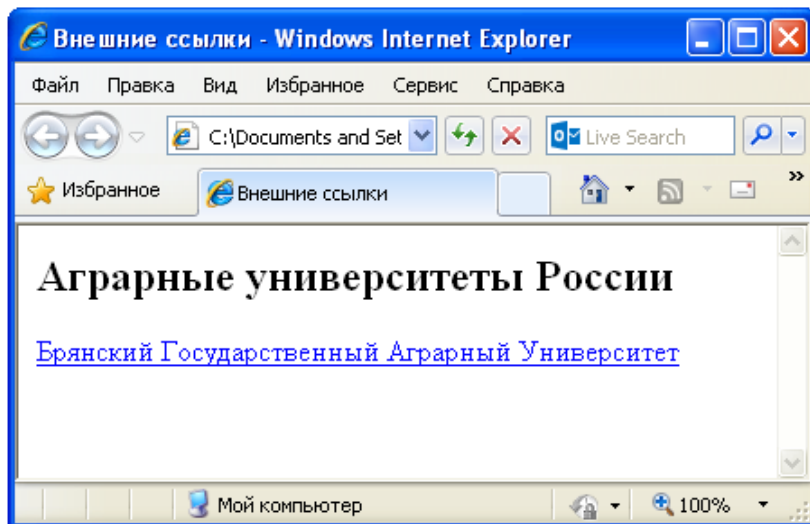 Внешние ссылки - Windows Internet Explorer
Файл Правка Вид Избранное Сервис Справка
C:\Documents and Set Live Search
Избранное Внешние ссылки »
Аграрные университеты России
Брянский Государственный Аграрный Университет
Мой компьютер 100%